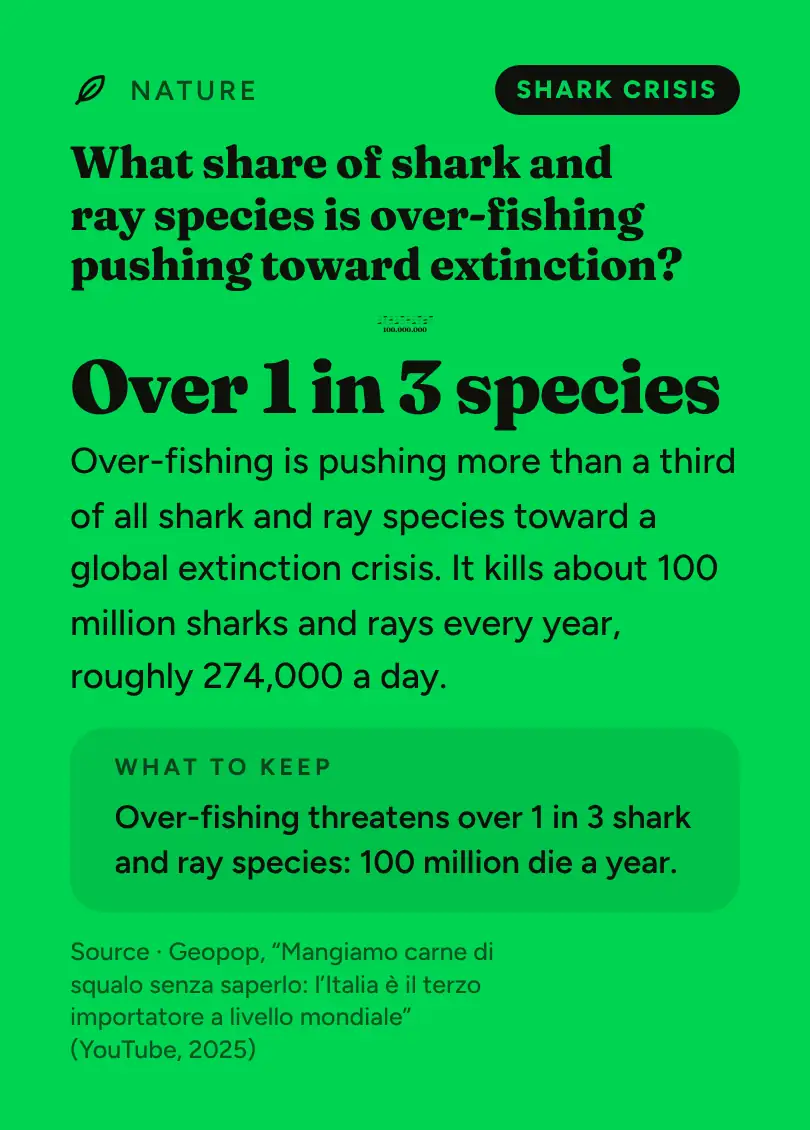 NATURE
SHARK CRISIS
What share of shark and
ray species is over-fishing
pushing toward extinction?
100.000.000
Over 1 in 3 species
Over-fishing is pushing more than a third
of all shark and ray species toward a
global extinction crisis. It kills about 100
million sharks and rays every year,
roughly 274,000 a day.
WHAT TO KEEP
Over-fishing threatens over 1 in 3 shark
and ray species: 100 million die a year.
Source · Geopop, “Mangiamo carne di
squalo senza saperlo: l’Italia è il terzo
importatore a livello mondiale”
(YouTube, 2025)